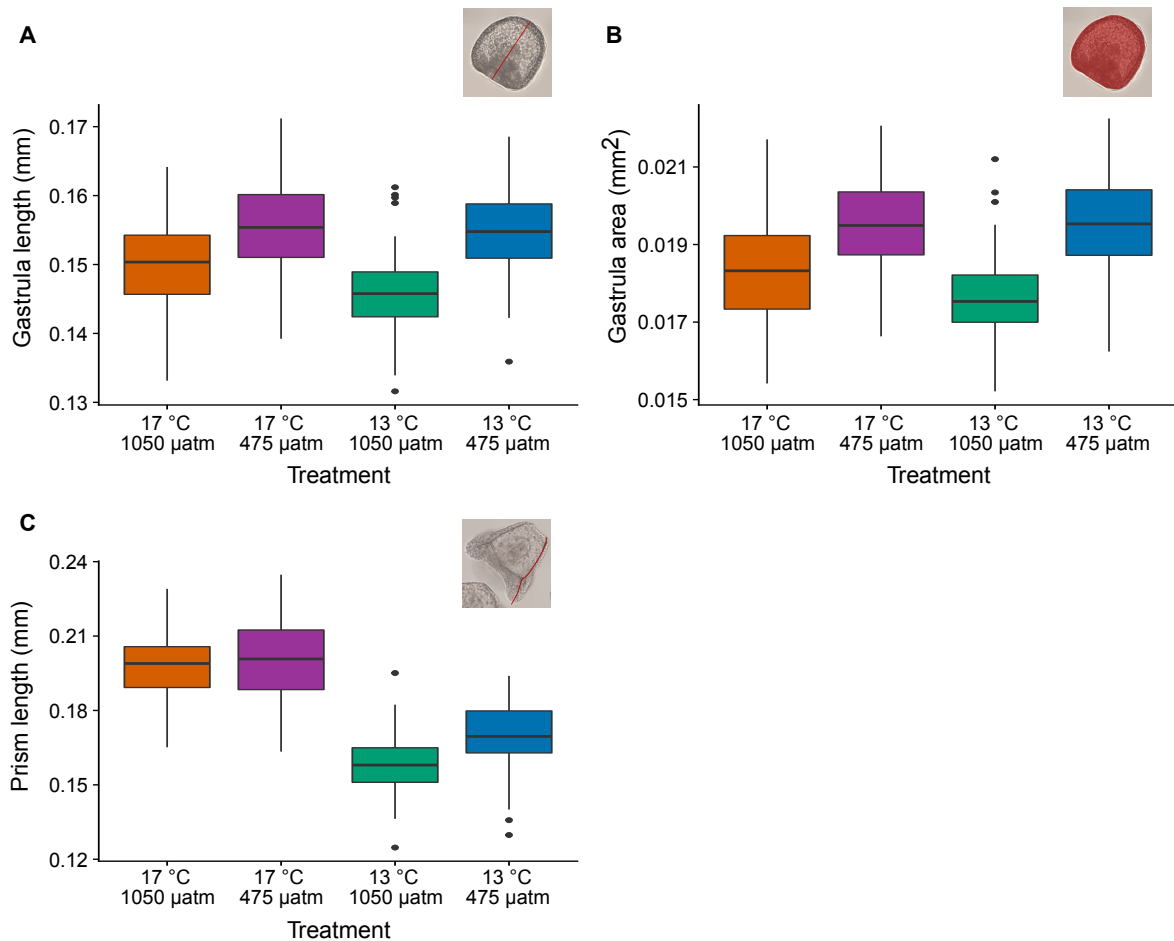 A
Gastrula length (mm)
0.17
0.16
0.15
0.14
0.13
17 °C 17 °C 13 °C 13 °C
1050 µatm 475 µatm 1050 µatm 475 µatm
Treatment
B
Gastrula area (mm²)
0.021
0.019
0.017
0.015
17 °C 17 °C 13 °C 13 °C
1050 µatm 475 µatm 1050 µatm 475 µatm
Treatment
C
Prism length (mm)
0.24
0.21
0.18
0.15
0.12
17 °C 17 °C 13 °C 13 °C
1050 µatm 475 µatm 1050 µatm 475 µatm
Treatment